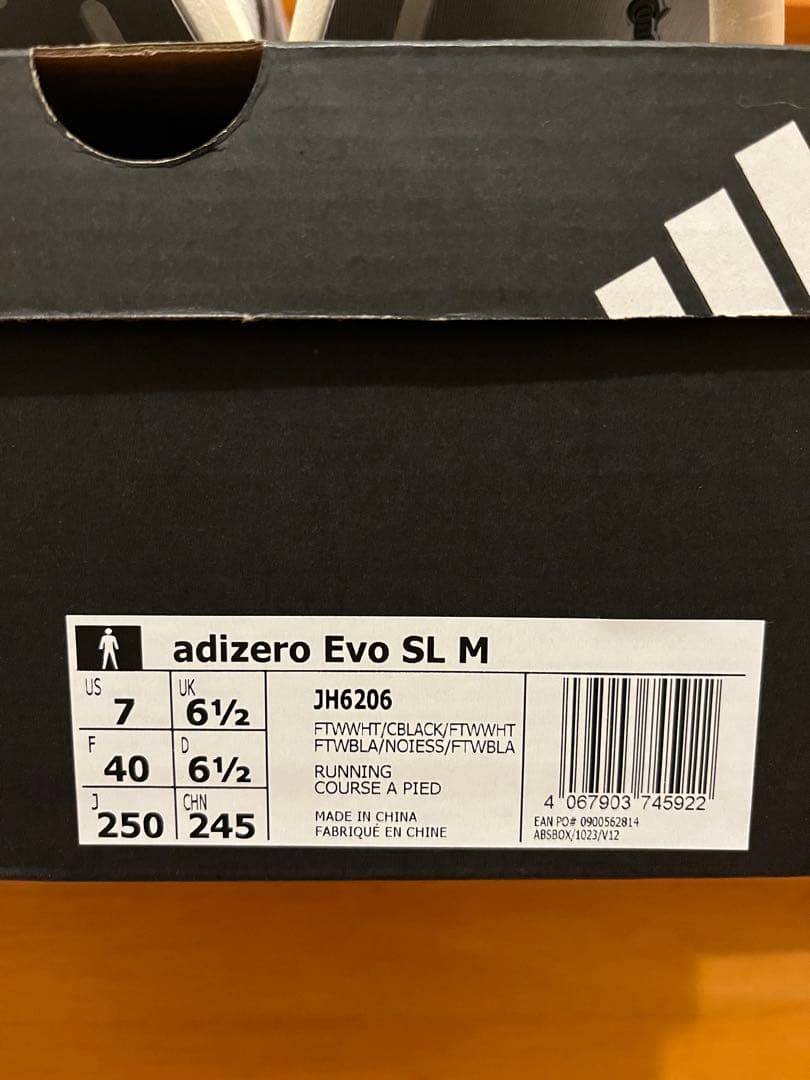 adizero Evo SL M
US 7 UK 6½
F 40 D 6½
J 250 CHN 245
JH6206
FTWWHT/CBLACK/FTWWHT
FTWBLA/NOIESS/FTWBLA
RUNNING
COURSE A PIED
MADE IN CHINA
FABRIQUÉ EN CHINE
4 067903 745922
EAN PO# 0900562814
ABSBOX/1023/V12